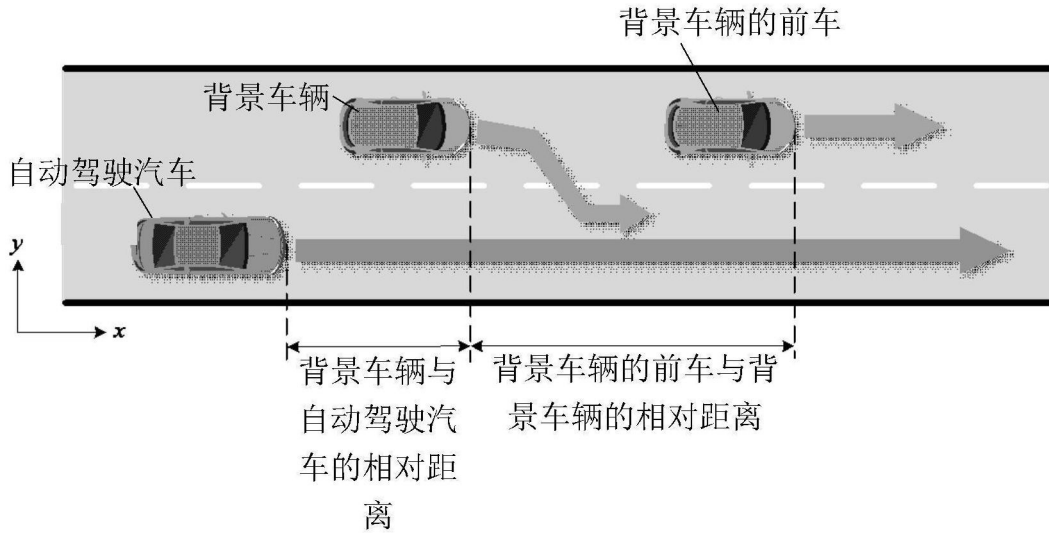 背景车辆的前车
背景车辆
自动驾驶汽车
y
x
背景车辆与
自动驾驶汽
车的相对距
离
背景车辆的前车与背
景车辆的相对距离